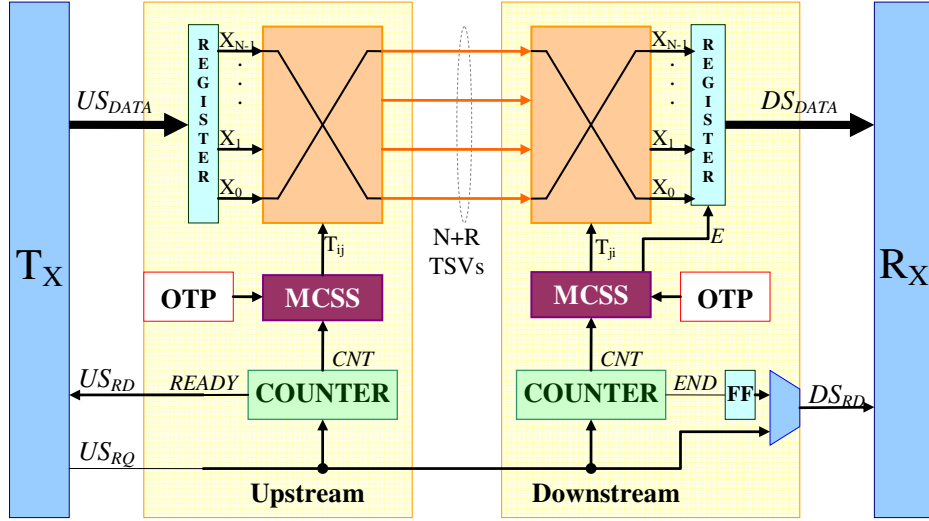 T_X
US_DATA
REGISTER
X_N-1
.
.
.
X_1
X_0
N+R
TSVs
X_N-1
.
.
.
X_1
X_0
REGISTER
DS_DATA
R_X
T_ij
T_ji
E
OTP
MCSS
MCSS
OTP
CNT
CNT
US_RD
READY
COUNTER
COUNTER
END
FF
DS_RD
US_RQ
Upstream
Downstream